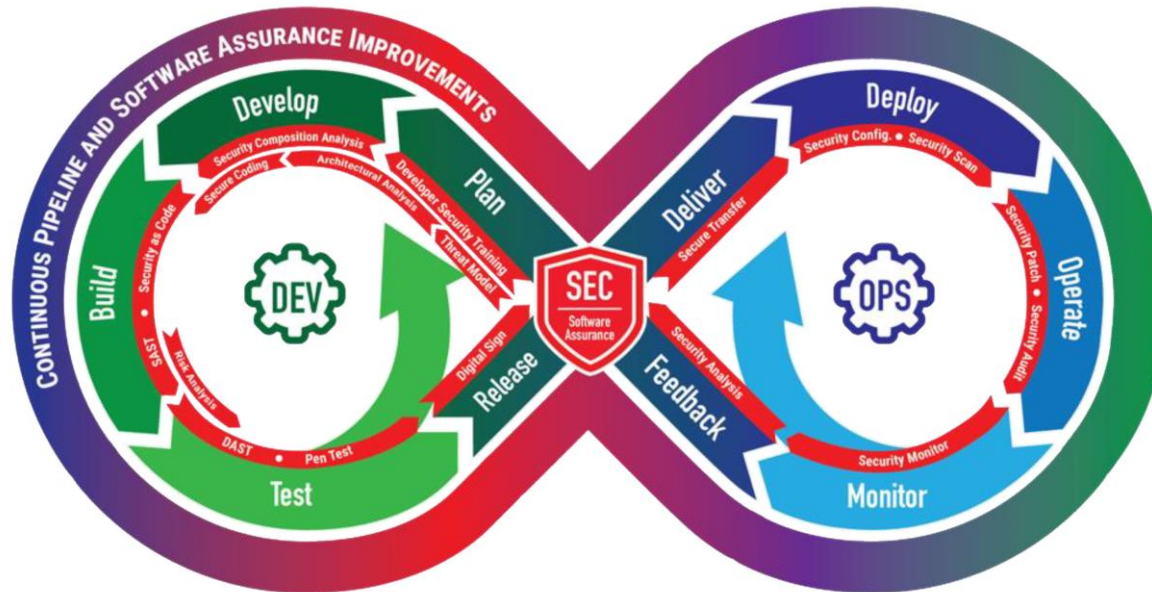 CONTINUOUS PIPELINE AND SOFTWARE ASSURANCE IMPROVEMENTS
Develop
Security Composition Analysis
Secure Coding
Architectural Analysis
Plan
Developer Security Training
Threat Model
Build
Security as Code
SAST
Risk Analysis
DEV
Test
DAST • Pen Test
Release
Digital Sign
SEC
Software
Assurance
Deliver
Secure Transfer
Deploy
Security Config. • Security Scan
Operate
Security Patch • Security Audit
OPS
Monitor
Security Monitor
Feedback
Security Analysis